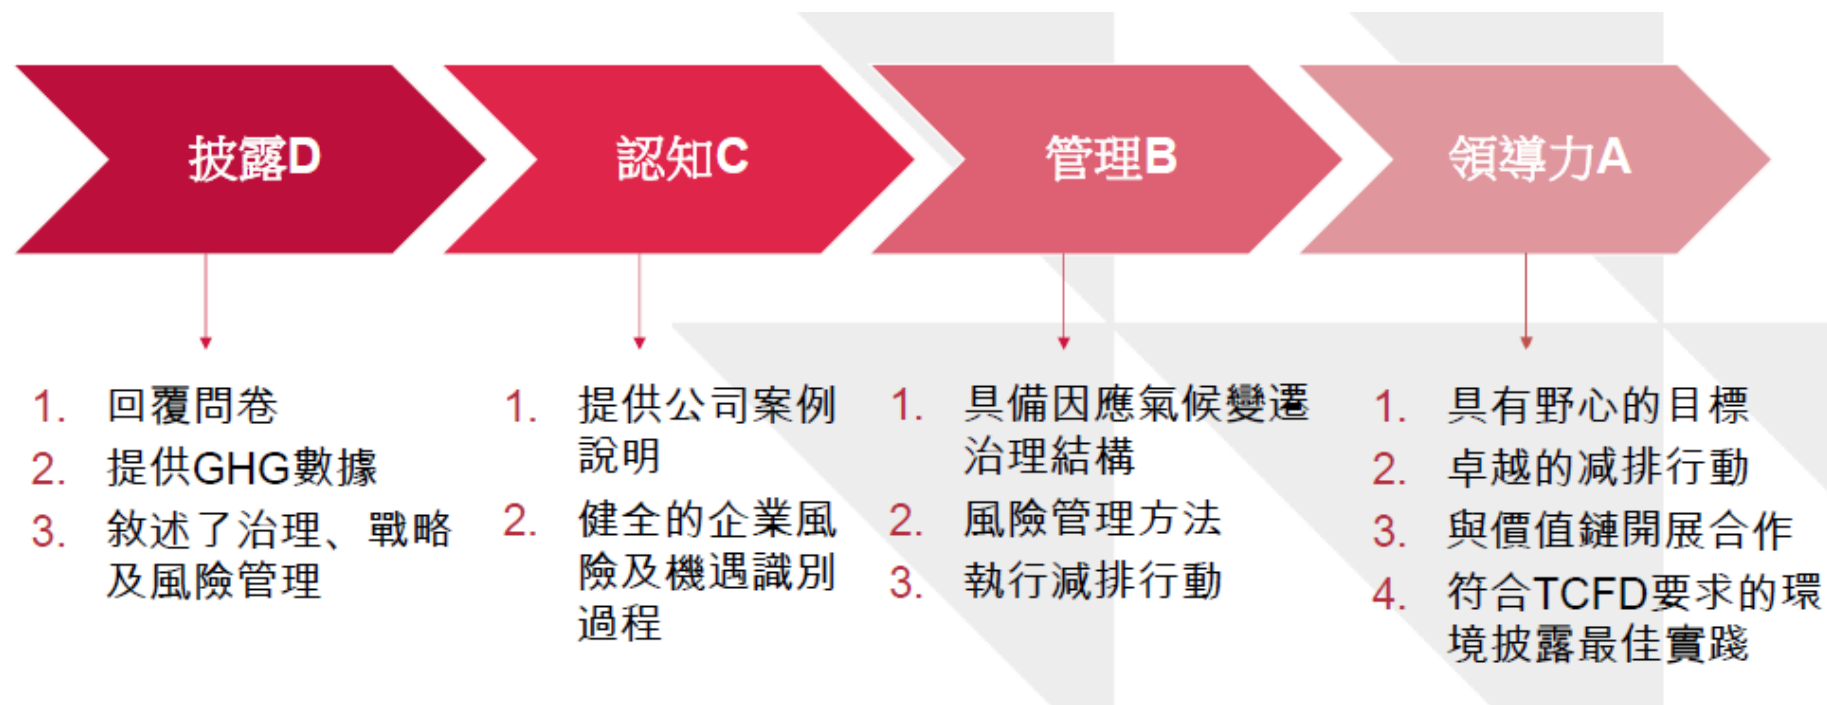 披露D
認知C
管理B
領導力A
1. 回覆問卷
2. 提供GHG數據
3. 敘述了治理、戰略
及風險管理
1. 提供公司案例
說明
2. 健全的企業風
險及機遇識別
過程
1. 具備因應氣候變遷
治理結構
2. 風險管理方法
3. 執行減排行動
1. 具有野心的目標
2. 卓越的減排行動
3. 與價值鏈開展合作
4. 符合TCFD要求的環
境披露最佳實踐